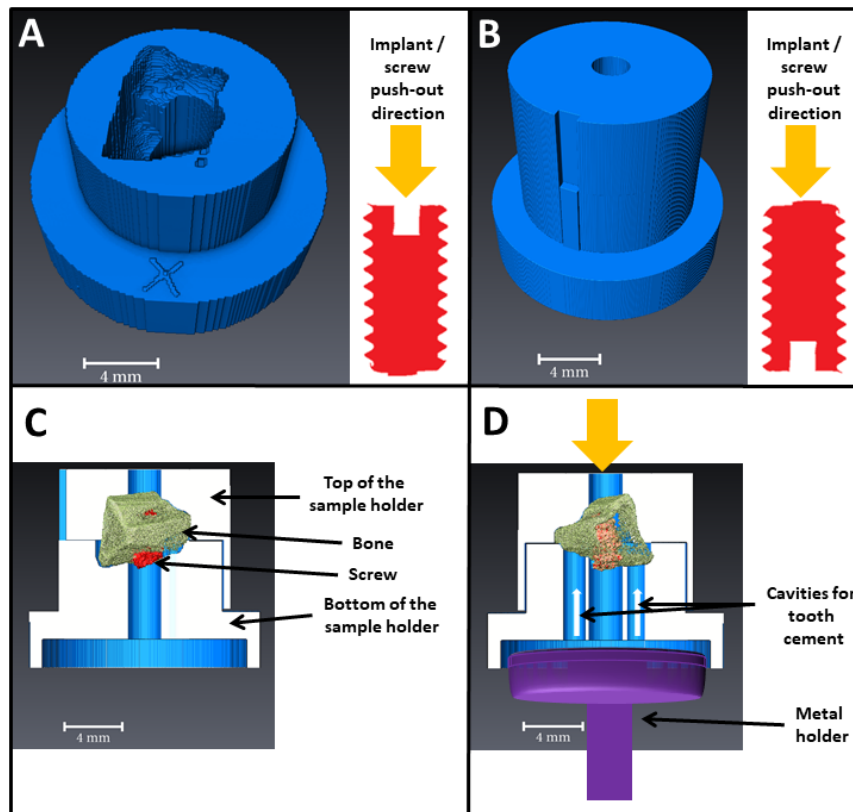 A
Implant /
screw
push-out
direction
4 mm
B
Implant /
screw
push-out
direction
4 mm
C
Top of the
sample holder
Bone
Screw
Bottom of the
sample holder
4 mm
D
Cavities for
tooth
cement
Metal
holder
4 mm